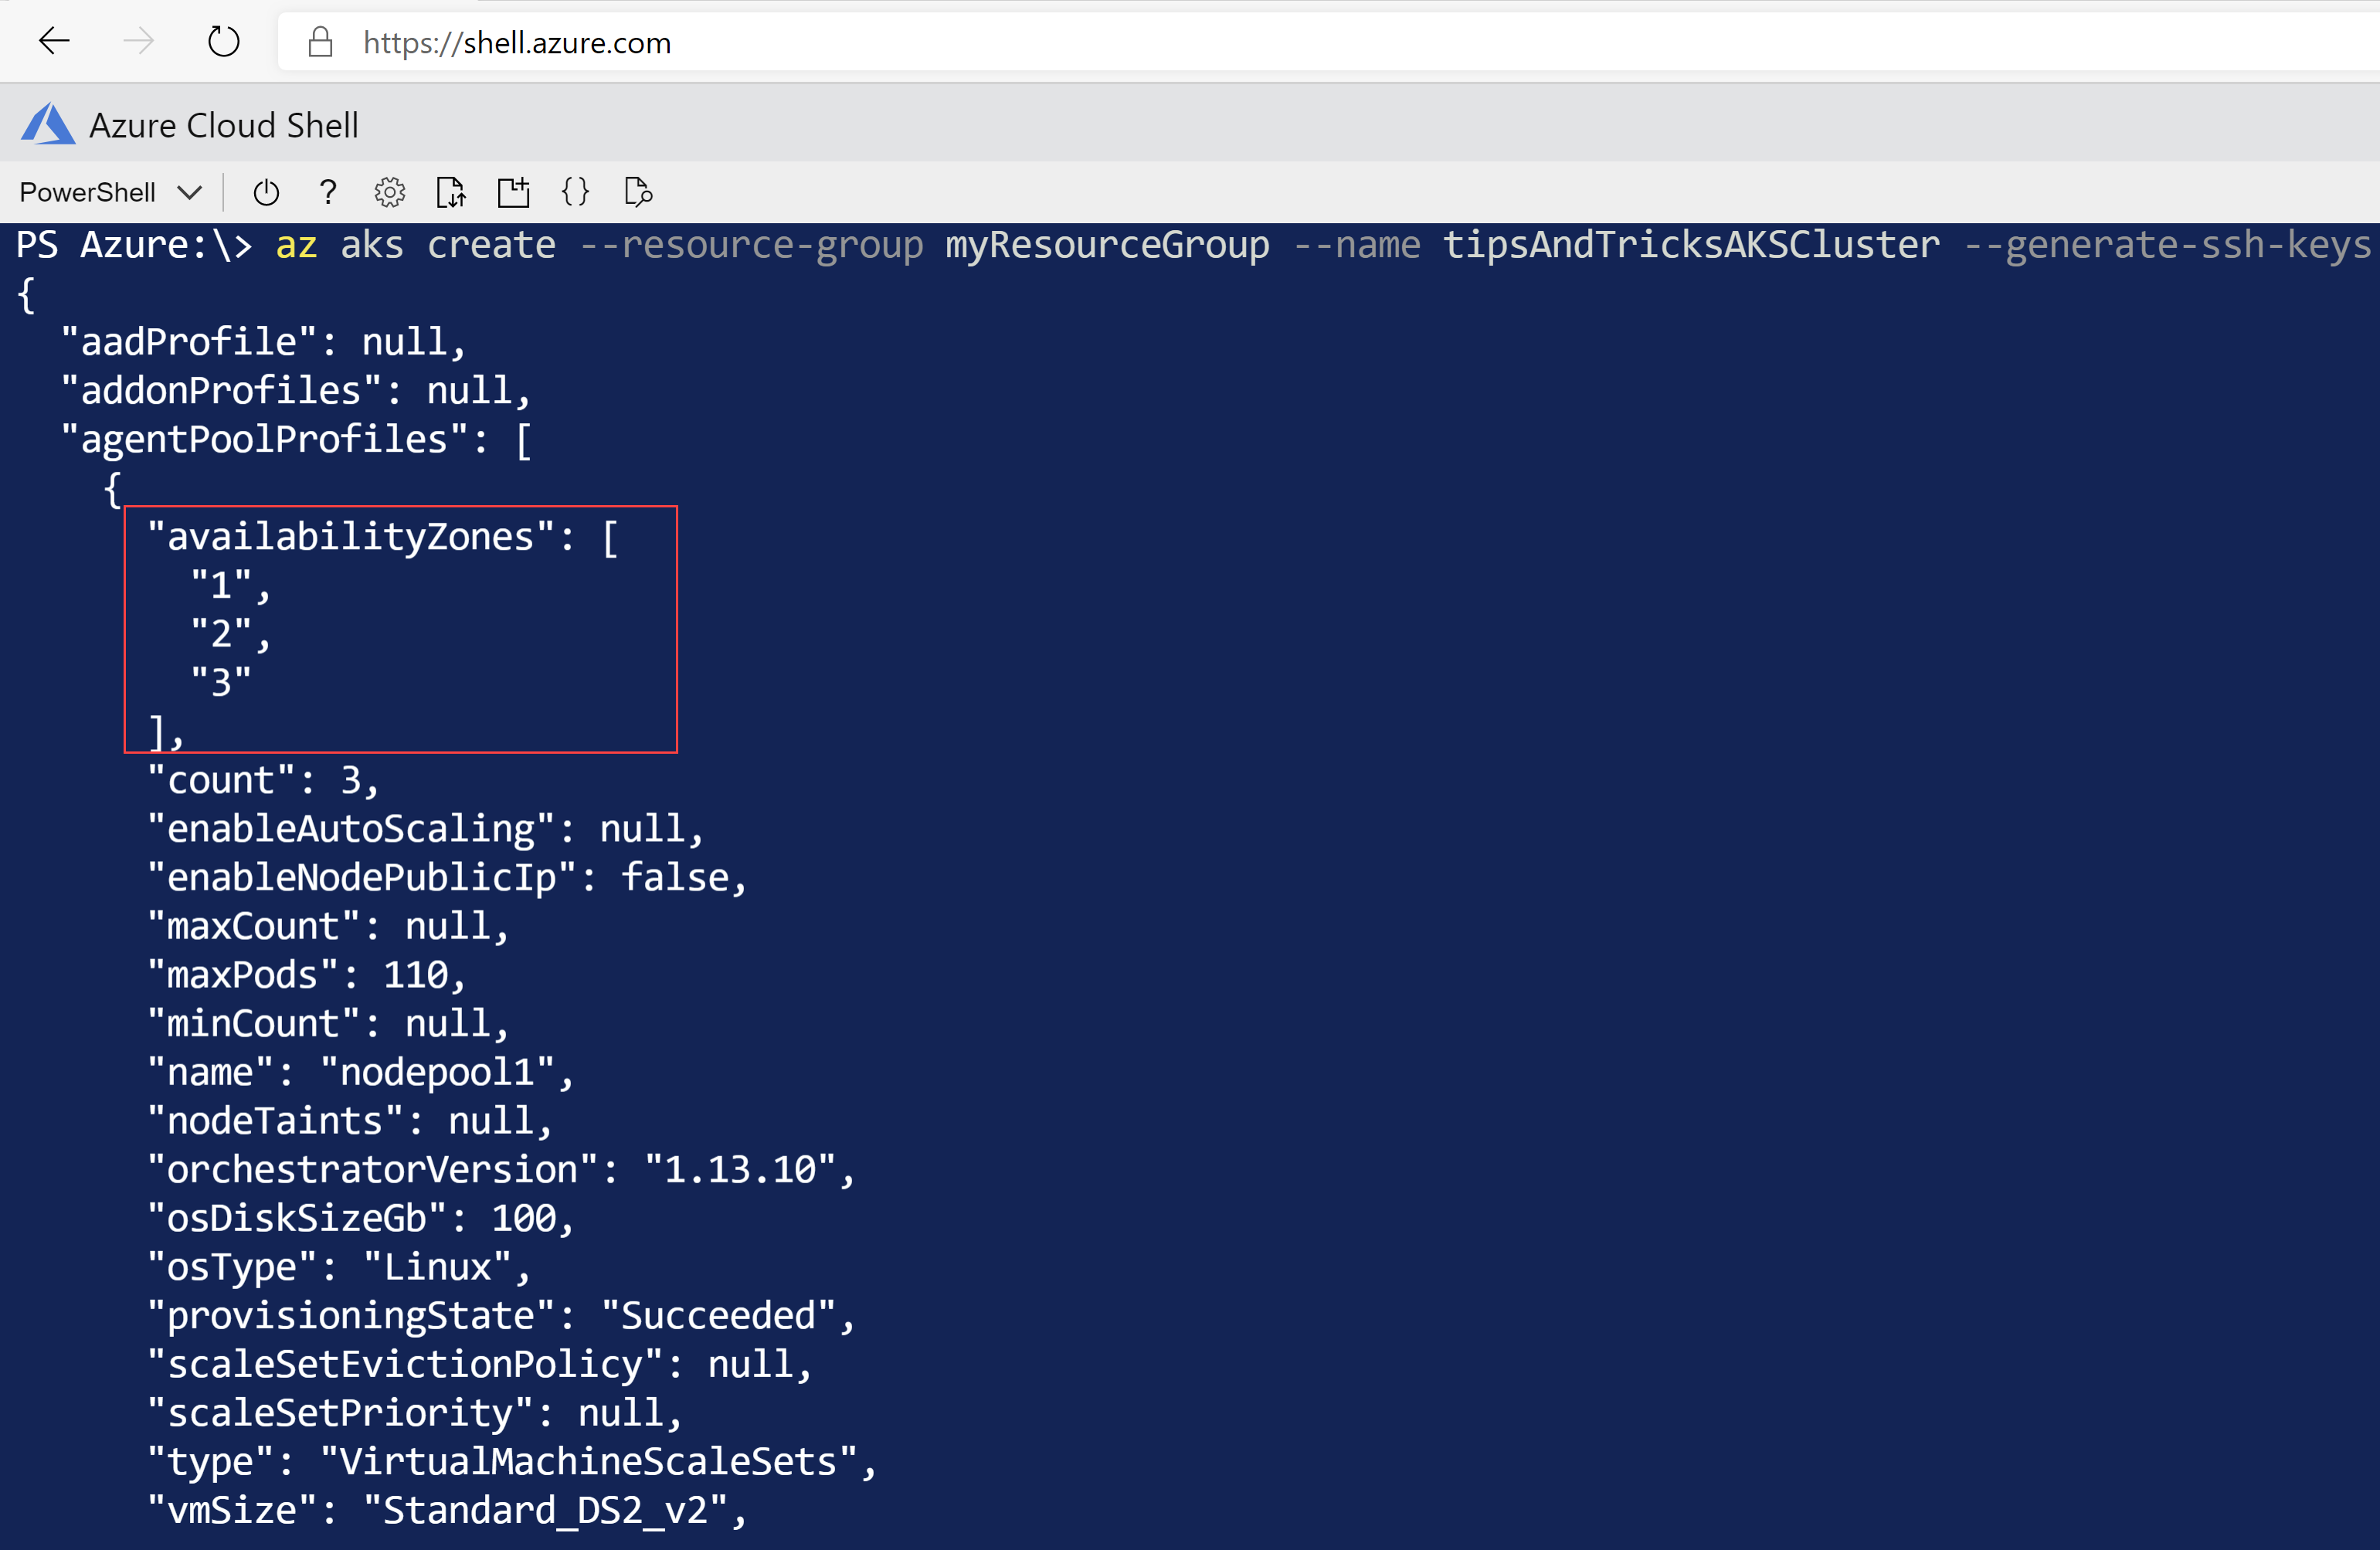 https://shell.azure.com
Azure Cloud Shell
PowerShell ? {}
PS Azure:\> az aks create --resource-group myResourceGroup --name tipsAndTricksAKSCluster --generate-ssh-keys
{
  "aadProfile": null,
  "addonProfiles": null,
  "agentPoolProfiles": [
    {
      "availabilityZones": [
        "1",
        "2",
        "3"
      ],
      "count": 3,
      "enableAutoScaling": null,
      "enableNodePublicIp": false,
      "maxCount": null,
      "maxPods": 110,
      "minCount": null,
      "name": "nodepool1",
      "nodeTaints": null,
      "orchestratorVersion": "1.13.10",
      "osDiskSizeGb": 100,
      "osType": "Linux",
      "provisioningState": "Succeeded",
      "scaleSetEvictionPolicy": null,
      "scaleSetPriority": null,
      "type": "VirtualMachineScaleSets",
      "vmSize": "Standard_DS2_v2",